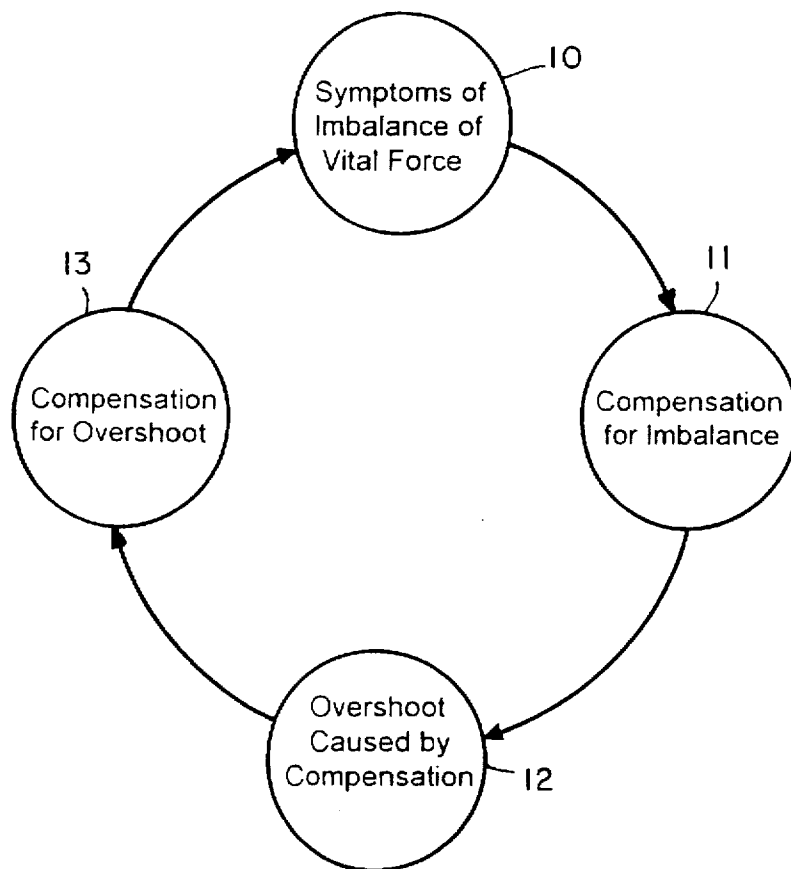 10
Symptoms of
Imbalance of
Vital Force
11
Compensation
for Imbalance
13
Compensation
for Overshoot
Overshoot
Caused by
Compensation
12